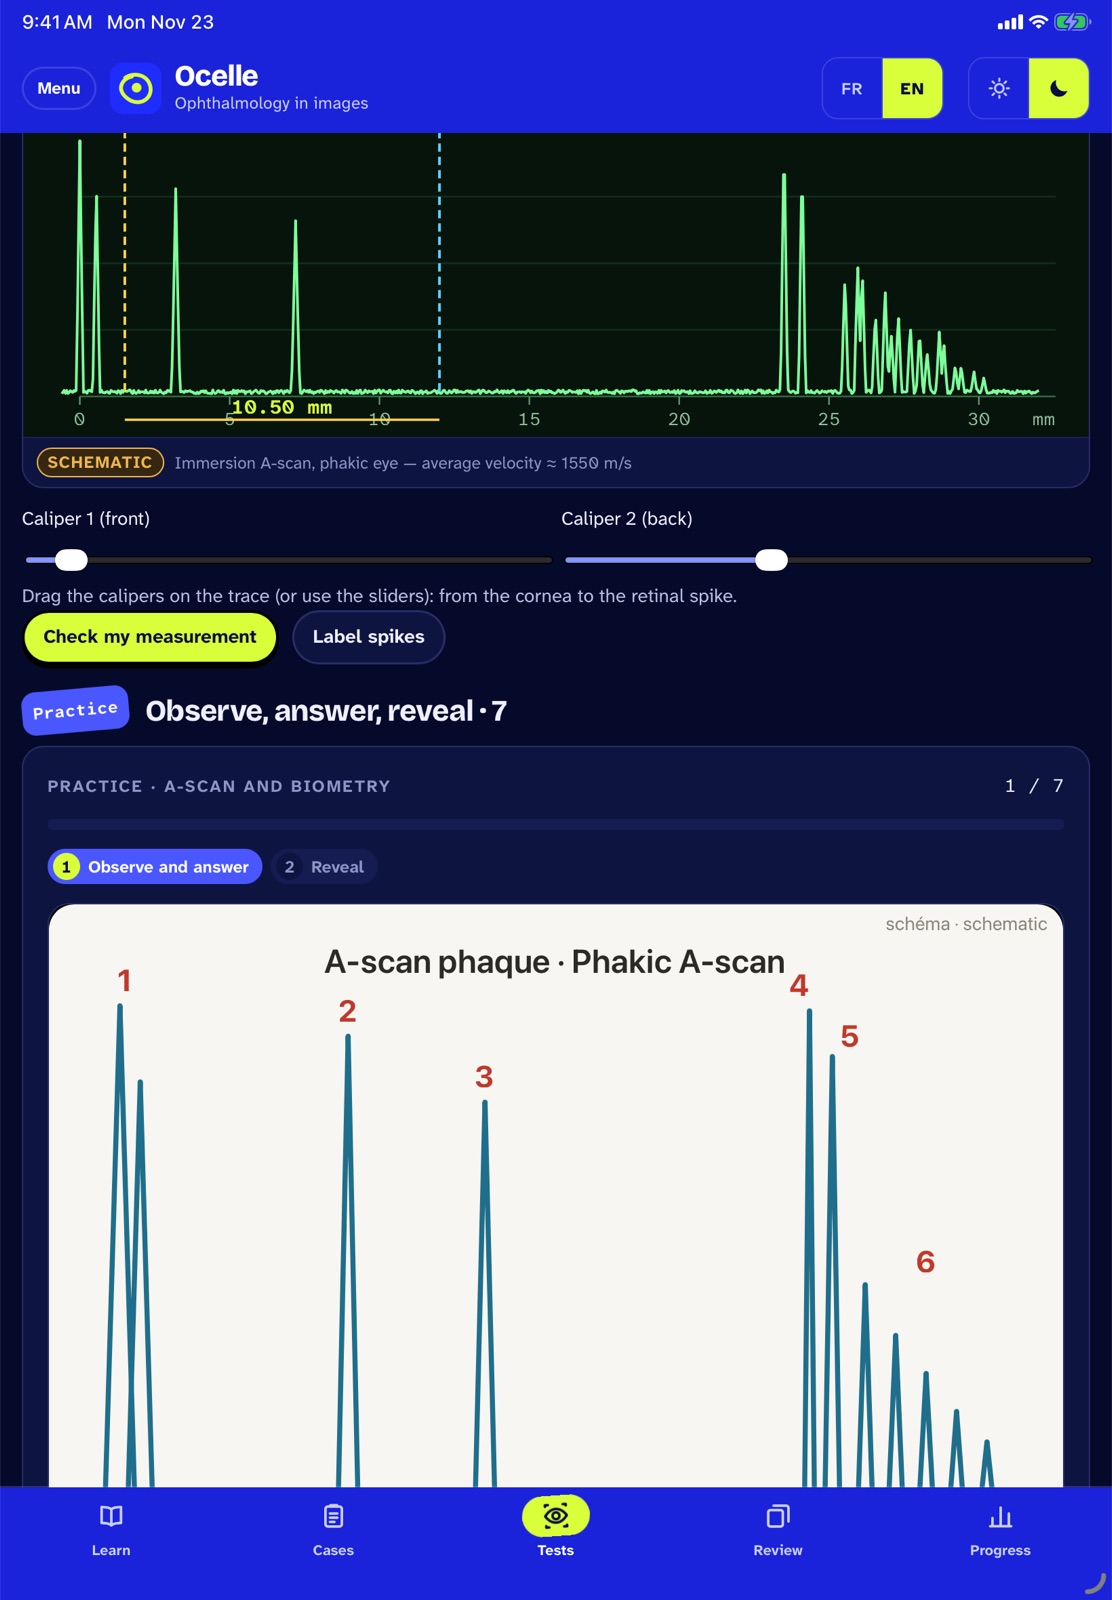 9:41 AM Mon Nov 23
Menu
Ocelle
Ophthalmology in images
FR EN
10.50 mm
0 5 10 15 20 25 30 mm
SCHEMATIC Immersion A-scan, phakic eye — average velocity ≈ 1550 m/s
Caliper 1 (front) Caliper 2 (back)
Drag the calipers on the trace (or use the sliders): from the cornea to the retinal spike.
Check my measurement Label spikes
Practice Observe, answer, reveal · 7
PRACTICE · A-SCAN AND BIOMETRY 1 / 7
1 Observe and answer 2 Reveal
schéma · schematic
A-scan phaque · Phakic A-scan
1
2
3
4
5
6
Learn Cases Tests Review Progress